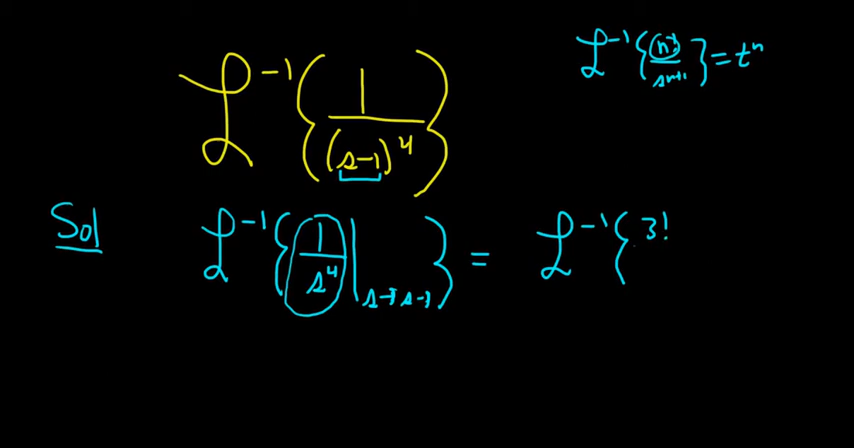 ℒ⁻¹{n!/sⁿ⁺¹} = tⁿ
ℒ⁻¹{1/(s-1)⁴}
Sol ℒ⁻¹{1/s⁴ |ₛ→ₛ₋₁} = ℒ⁻¹{3!